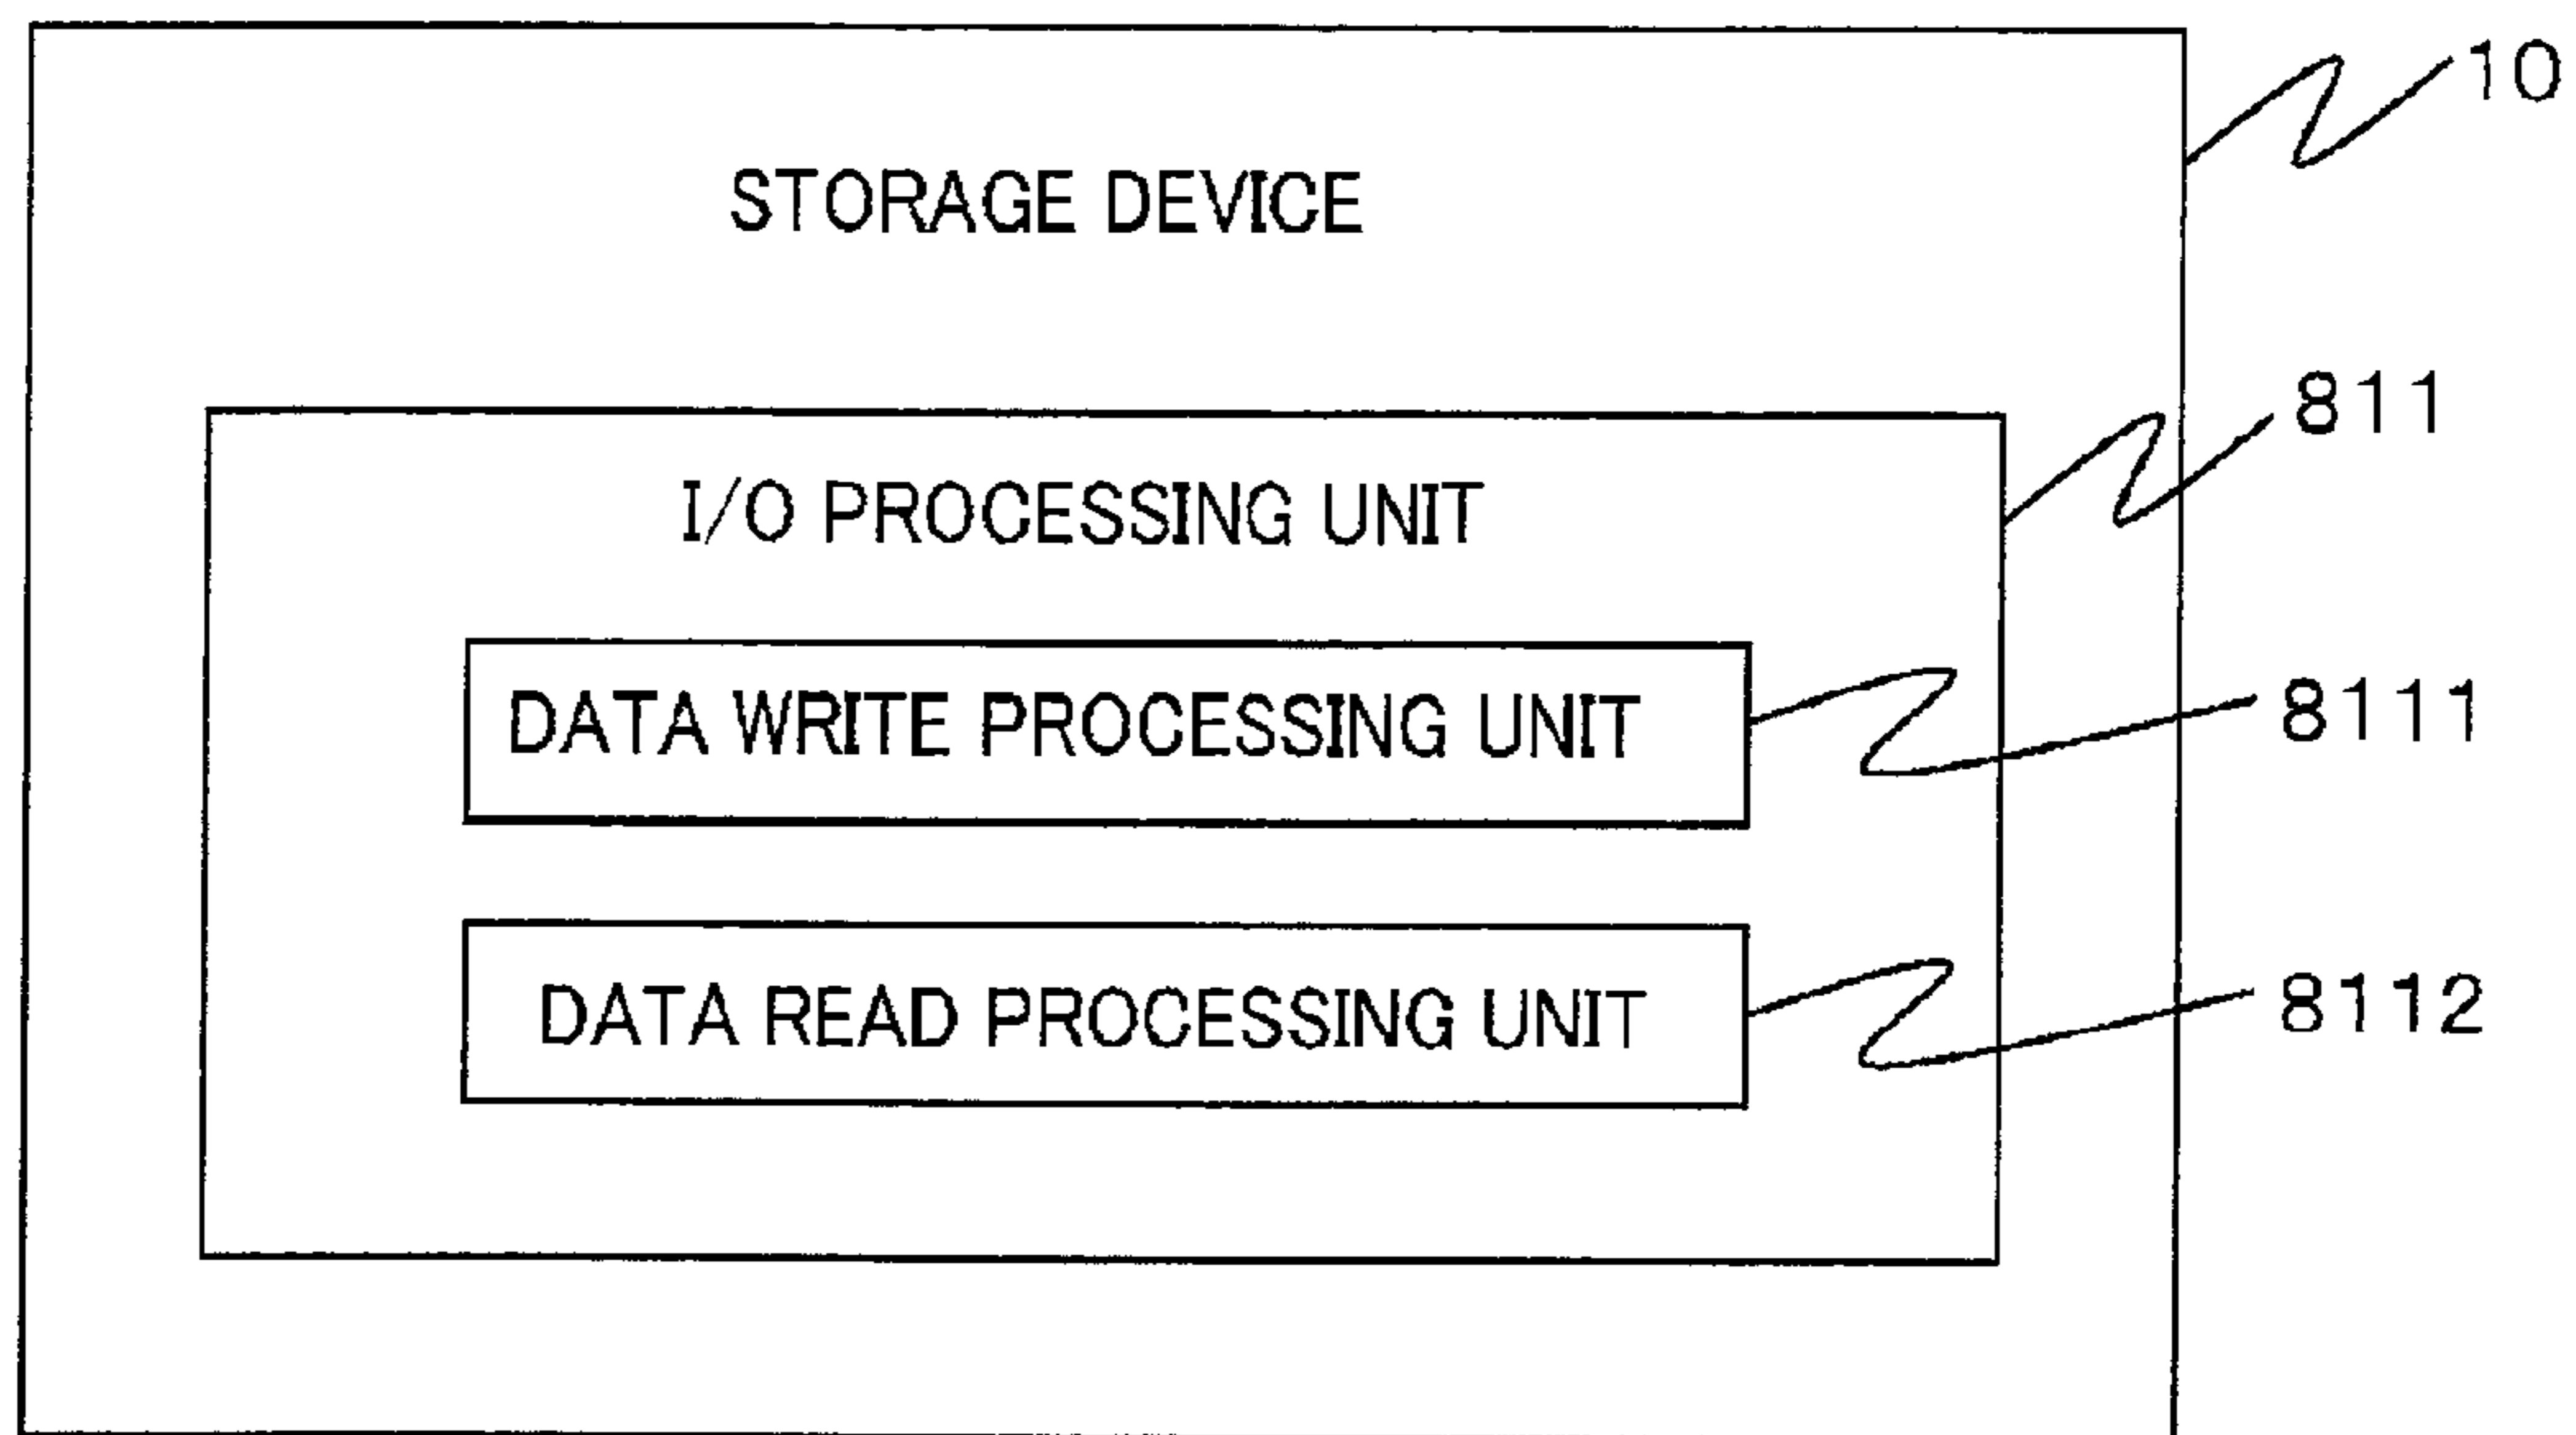 10
STORAGE DEVICE
811
I/O PROCESSING UNIT
DATA WRITE PROCESSING UNIT
8111
DATA READ PROCESSING UNIT
8112